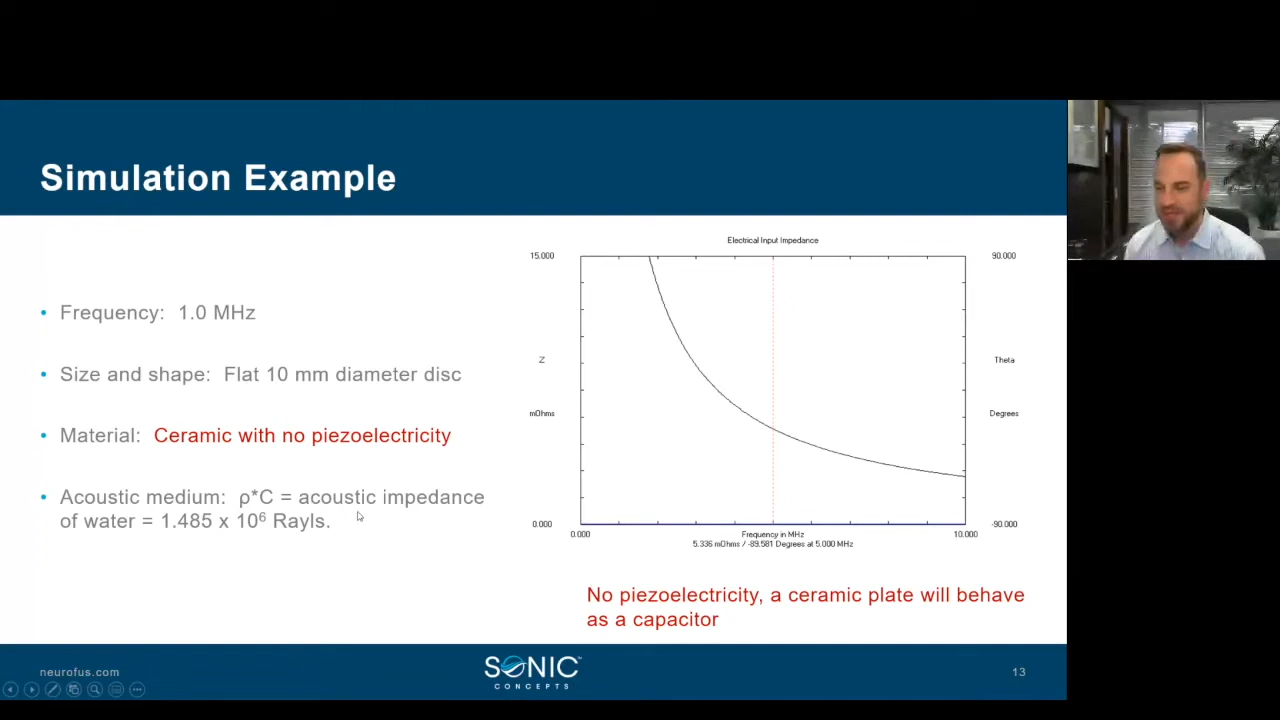 Simulation Example
• Frequency: 1.0 MHz
• Size and shape: Flat 10 mm diameter disc
• Material: Ceramic with no piezoelectricity
• Acoustic medium: ρ*C = acoustic impedance
of water = 1.485 x 10⁶ Rayls.
Electrical Input Impedance
15.000
90.000
Z
Theta
mOhms
Degrees
0.000
-90.000
0.000
Frequency in MHz
10.000
5.336 mOhms / -89.581 Degrees at 5.000 MHz
No piezoelectricity, a ceramic plate will behave
as a capacitor
neurofus.com
SONIC
CONCEPTS
13